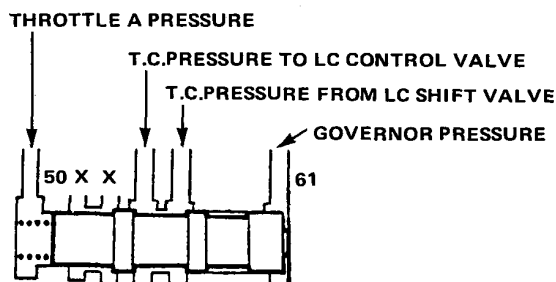 THROTTLE A PRESSURE
T.C.PRESSURE TO LC CONTROL VALVE
T.C.PRESSURE FROM LC SHIFT VALVE
GOVERNOR PRESSURE
50 X X
61